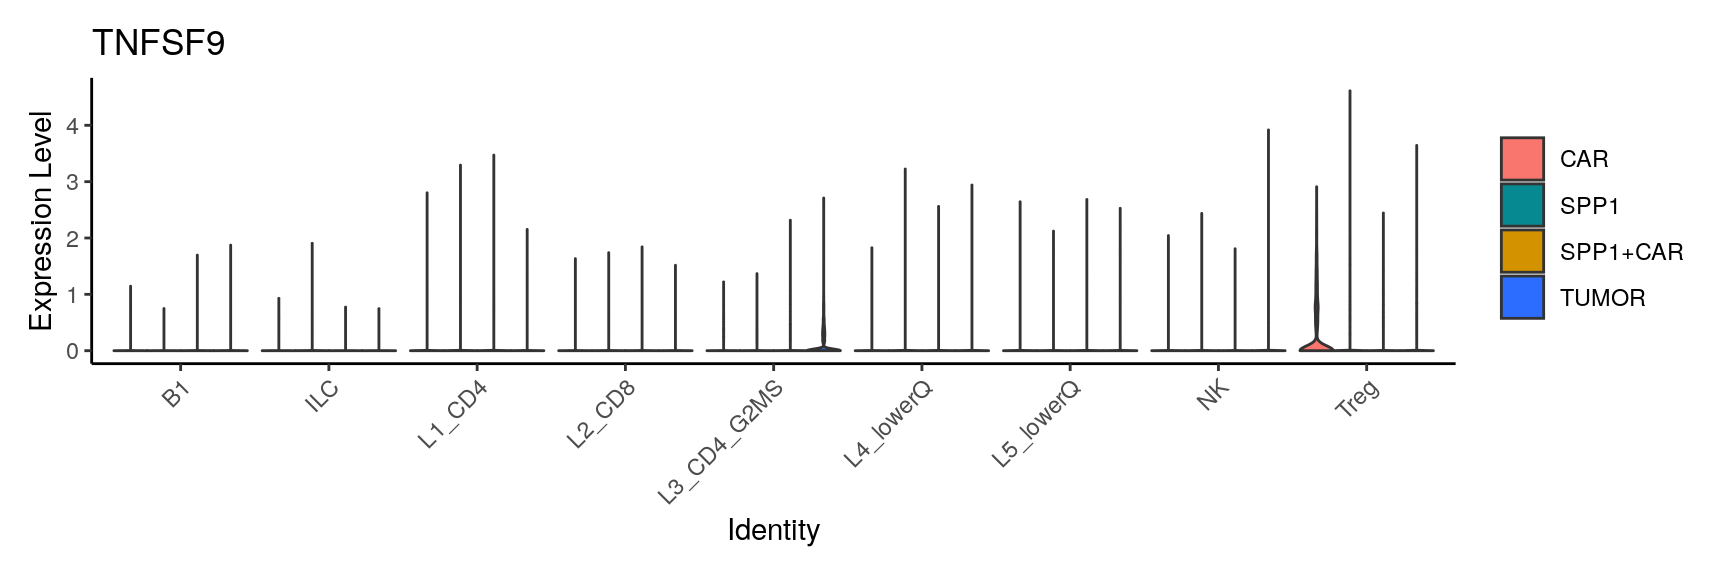 TNFSF9
Expression Level
4
3
2
1
0
B1
ILC
L1_CD4
L2_CD8
L3_CD4_G2MS
L4_lowerQ
L5_lowerQ
NK
Treg
Identity
CAR
SPP1
SPP1+CAR
TUMOR